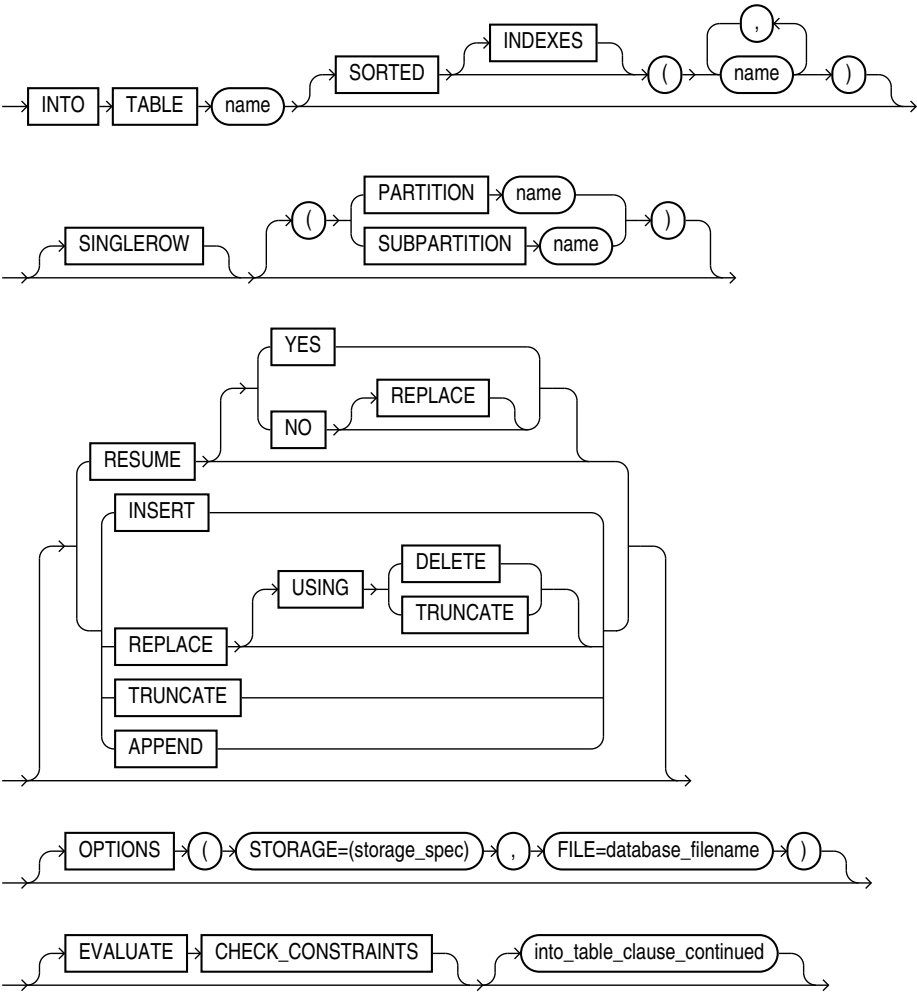 INDEXES ,
SORTED ( name )
INTO TABLE name
PARTITION name
SINGLEROW ( )
SUBPARTITION name
YES
REPLACE
NO
RESUME
INSERT
DELETE
USING
TRUNCATE
REPLACE
TRUNCATE
APPEND
OPTIONS ( STORAGE=(storage_spec) , FILE=database_filename )
EVALUATE CHECK_CONSTRAINTS into_table_clause_continued